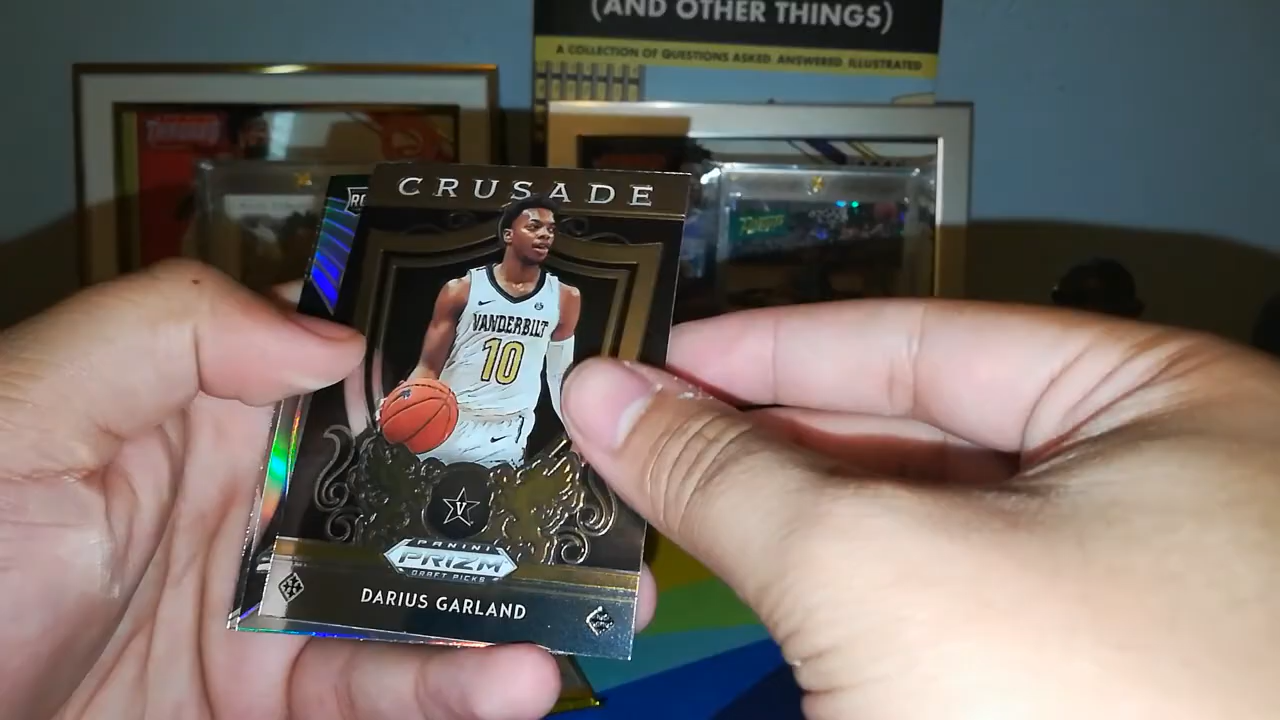 (AND OTHER THINGS)
A COLLECTION OF QUESTIONS ASKED. ANSWERED. ILLUSTRATED
CRUSADE
VANDERBILT
10
V
PANINI
PRIZM
DRAFT PICKS
DARIUS GARLAND